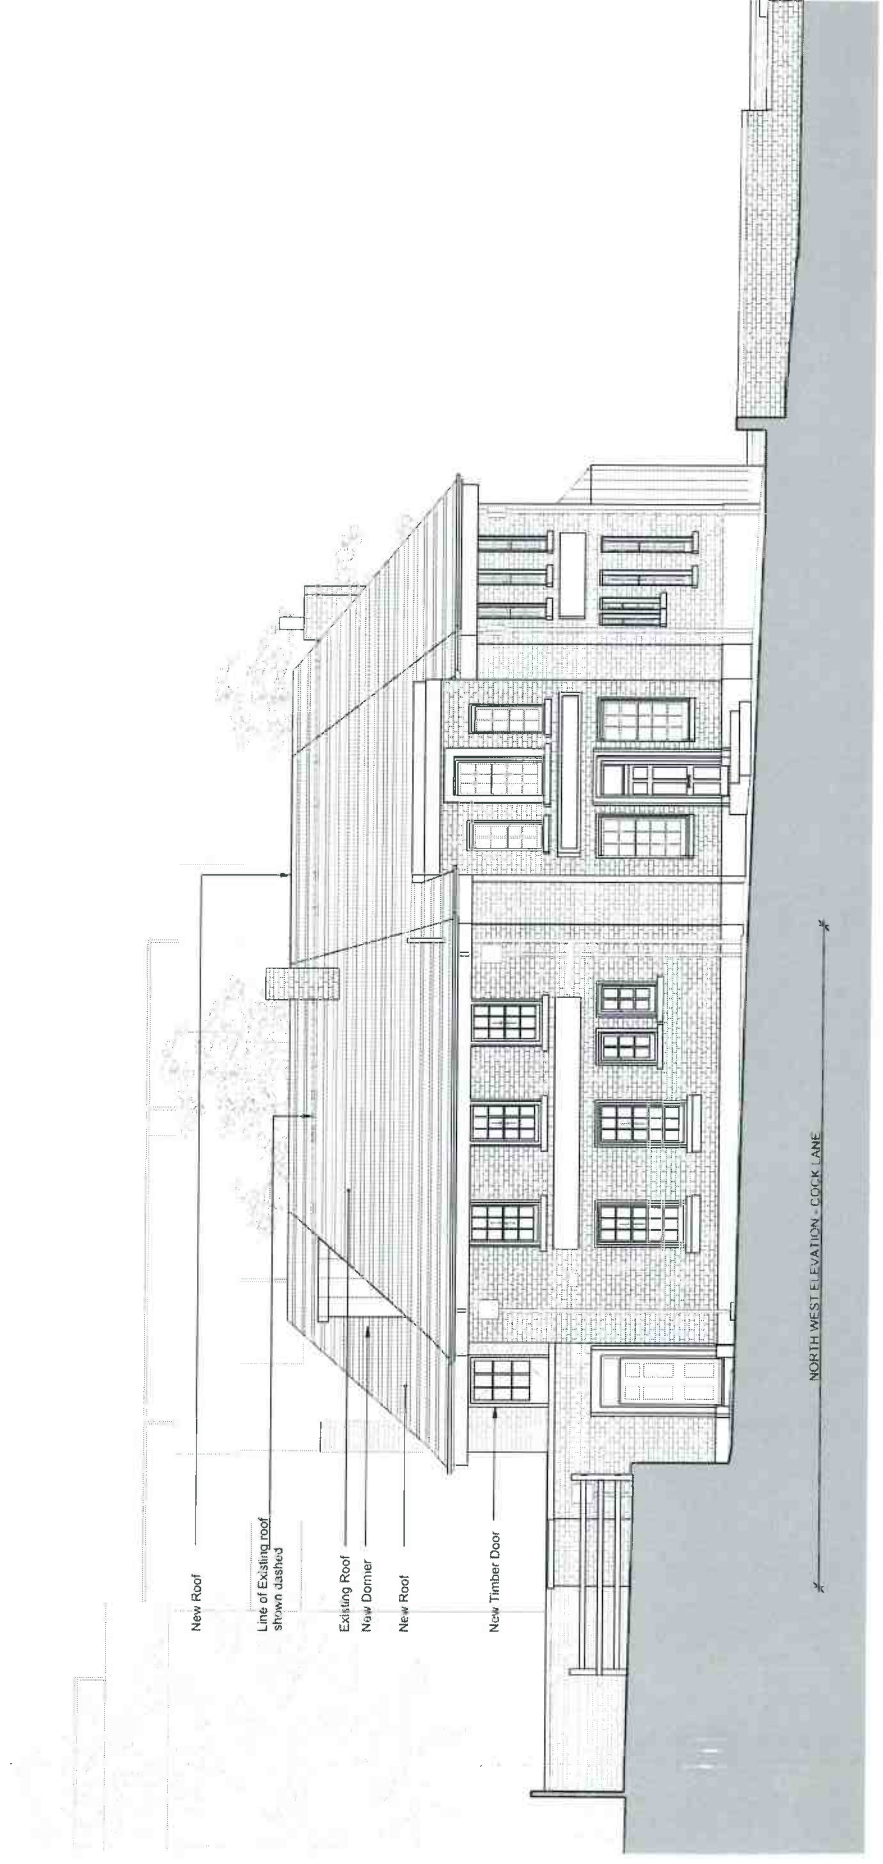 New Roof
Line of Existing roof
shown dashed
Existing Roof
New Dormer
New Roof
New Timber Door
NORTH WEST ELEVATION - COCK LANE